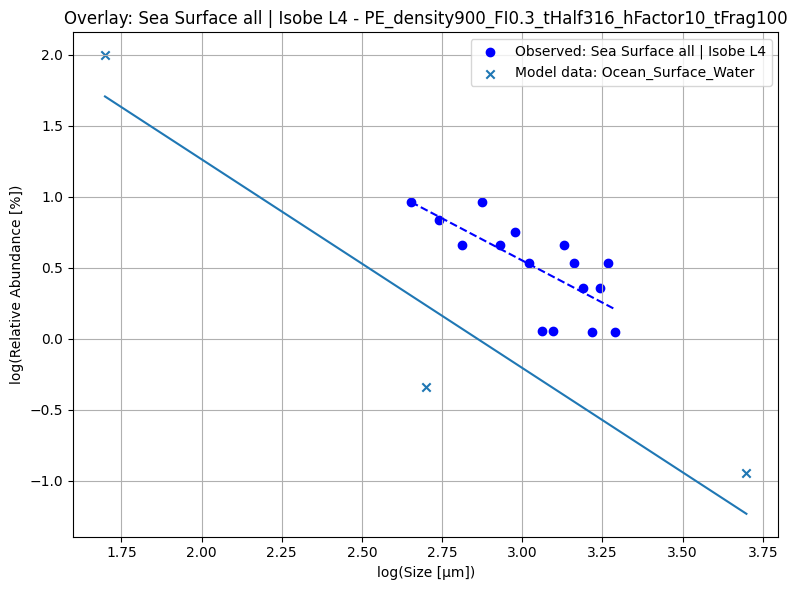 Overlay: Sea Surface all | Isobe L4 - PE_density900_FI0.3_tHalf316_hFactor10_tFrag100
Observed: Sea Surface all | Isobe L4
Model data: Ocean_Surface_Water
2.0
1.5
1.0
0.5
0.0
−0.5
−1.0
log(Relative Abundance [%])
1.75 2.00 2.25 2.50 2.75 3.00 3.25 3.50 3.75
log(Size [μm])